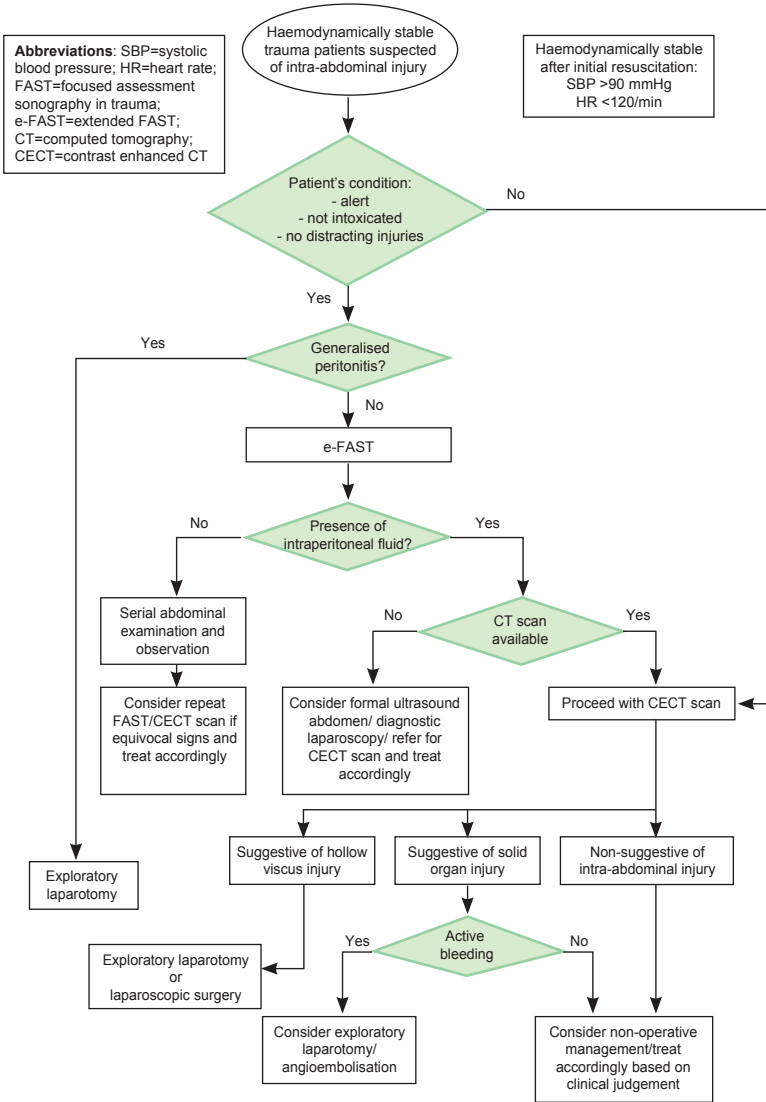 Abbreviations: SBP=systolic
blood pressure; HR=heart rate;
FAST=focused assessment
sonography in trauma;
e-FAST=extended FAST;
CT=computed tomography;
CECT=contrast enhanced CT
Haemodynamically stable
trauma patients suspected
of intra-abdominal injury
Haemodynamically stable
after initial resuscitation:
SBP >90 mmHg
HR <120/min
Patient's condition:
- alert
- not intoxicated
- no distracting injuries
No
Yes
Generalised
peritonitis?
Yes
No
e-FAST
Presence of
intraperitoneal fluid?
No
Yes
Serial abdominal
examination and
observation
CT scan
available
No
Yes
Consider repeat
FAST/CECT scan if
equivocal signs and
treat accordingly
Consider formal ultrasound
abdomen/ diagnostic
laparoscopy/ refer for
CECT scan and treat
accordingly
Proceed with CECT scan
Exploratory
laparotomy
Suggestive of hollow
viscus injury
Suggestive of solid
organ injury
Non-suggestive of
intra-abdominal injury
Active
bleeding
Yes
No
Exploratory laparotomy
or
laparoscopic surgery
Consider exploratory
laparotomy/
angioembolisation
Consider non-operative
management/treat
accordingly based on
clinical judgement